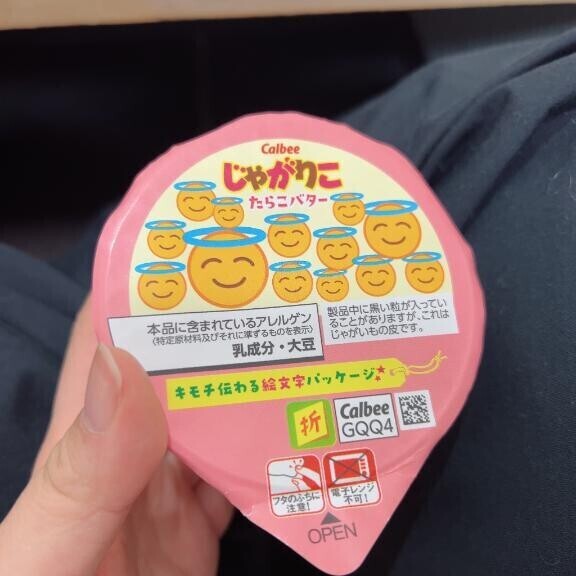 Calbee
じゃがりこ
たらこバター
本品に含まれているアレルゲン
(特定原材料及びそれに準ずるものを表示)
乳成分・大豆
製品中に黒い粒が入ってい
ることがありますが、これは
じゃがいもの皮です。
キモチ伝わる絵文字パッケージ
折
Calbee
GQQ4
フタのふちに
注意!
電子レンジ
不可!
OPEN